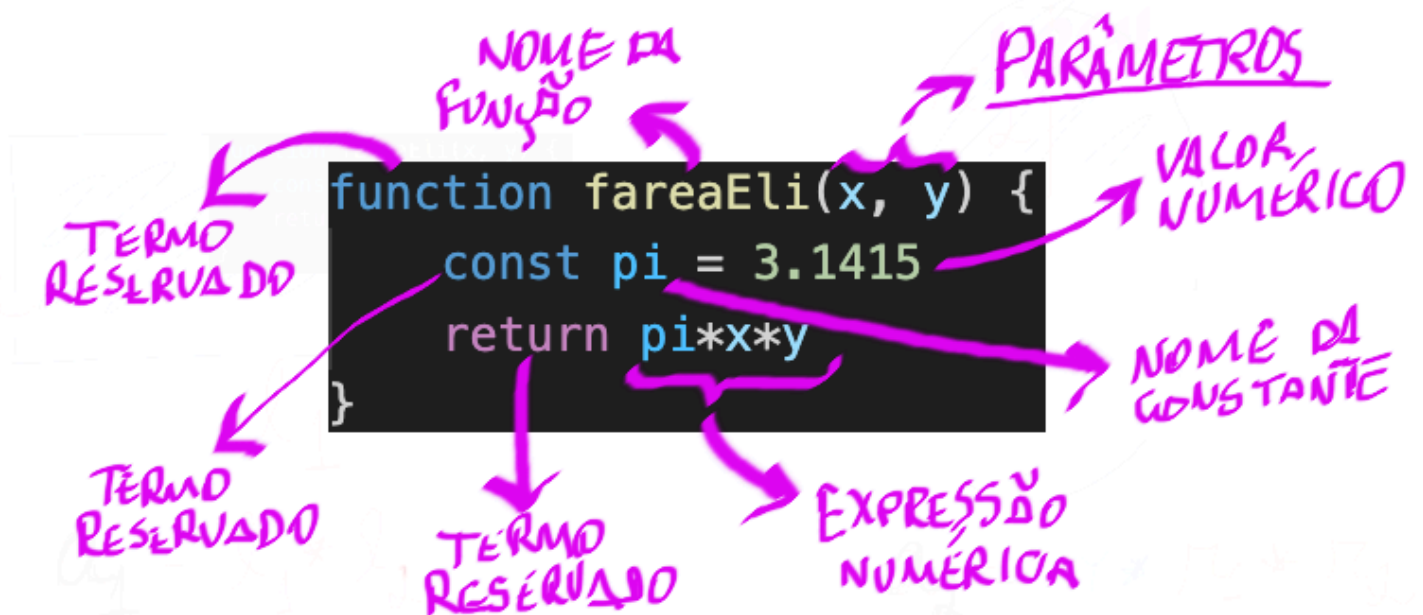 NOME DA
FUNÇÃO
PARÂMETROS
TERMO
RESERVADO
VALOR
NUMÉRICO
function fareaEli(x, y) {
const pi = 3.1415
return pi*x*y
}
NOME DA
CONSTANTE
TERMO
RESERVADO
TERMO
RESERVADO
EXPRESSÃO
NUMÉRICA